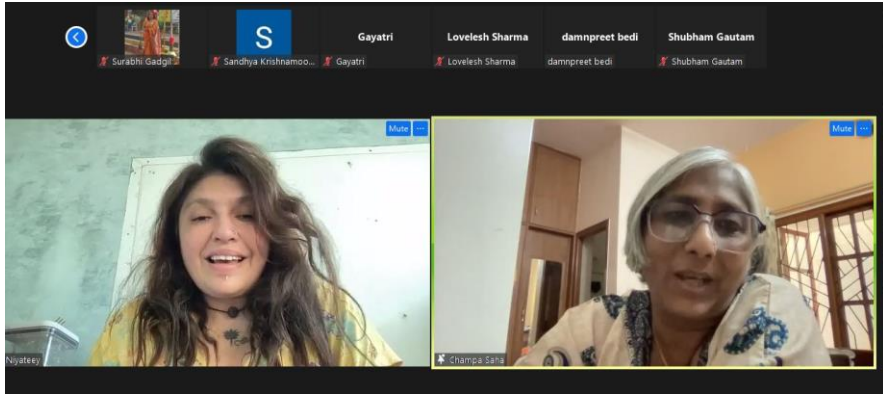 S
Gayatri
Lovelesh Sharma
damnpreet bedi
Shubham Gautam
Surabhi Gadgil
Sandhya Krishnamoo...
Gayatri
Lovelesh Sharma
damnpreet bedi
Shubham Gautam
Mute ...
Mute ...
Niyateey
Champa Saha